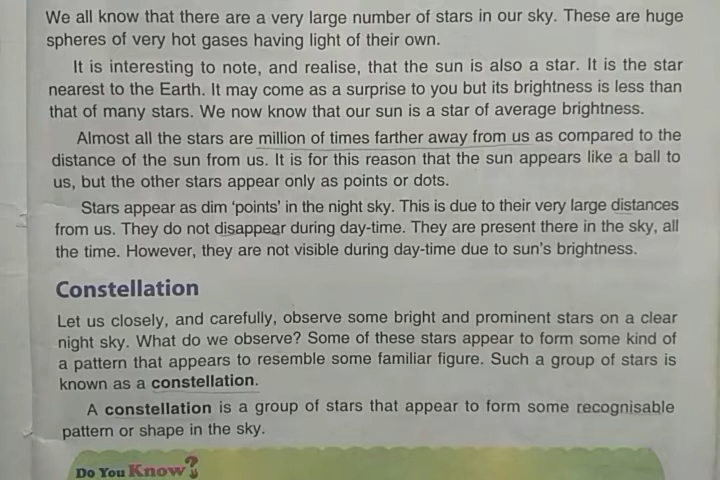 We all know that there are a very large number of stars in our sky. These are huge
spheres of very hot gases having light of their own.
It is interesting to note, and realise, that the sun is also a star. It is the star
nearest to the Earth. It may come as a surprise to you but its brightness is less than
that of many stars. We now know that our sun is a star of average brightness.
Almost all the stars are million of times farther away from us as compared to the
distance of the sun from us. It is for this reason that the sun appears like a ball to
us, but the other stars appear only as points or dots.
Stars appear as dim 'points' in the night sky. This is due to their very large distances
from us. They do not disappear during day-time. They are present there in the sky, all
the time. However, they are not visible during day-time due to sun's brightness.
Constellation
Let us closely, and carefully, observe some bright and prominent stars on a clear
night sky. What do we observe? Some of these stars appear to form some kind of
a pattern that appears to resemble some familiar figure. Such a group of stars is
known as a constellation.
A constellation is a group of stars that appear to form some recognisable
pattern or shape in the sky.
Do You Know?